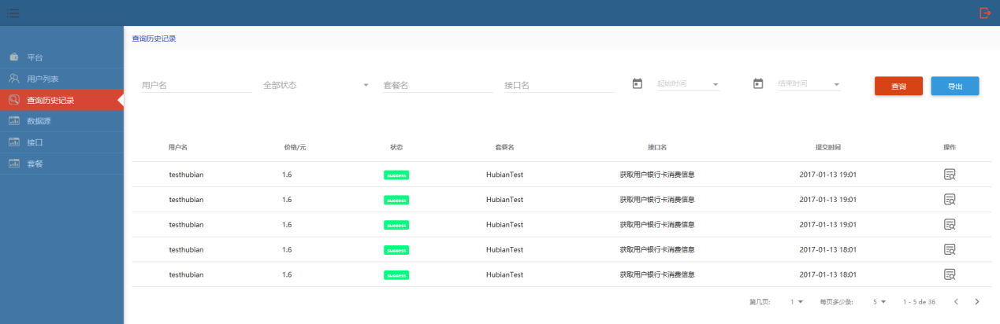 查询历史记录
平台
用户列表
查询历史记录
数据源
接口
套餐
用户名 全部状态 套餐名 接口名 起始时间 结束时间 查询 导出
用户名 价格/元 状态 套餐名 接口名 提交时间 操作
testhubian 1.6 success HubianTest 获取用户银行卡消费信息 2017-01-13 19:01
testhubian 1.6 success HubianTest 获取用户银行卡消费信息 2017-01-13 19:01
testhubian 1.6 success HubianTest 获取用户银行卡消费信息 2017-01-13 19:01
testhubian 1.6 success HubianTest 获取用户银行卡消费信息 2017-01-13 18:01
testhubian 1.6 success HubianTest 获取用户银行卡消费信息 2017-01-13 18:01
第几页: 1 每页多少条: 5 1 - 5 de 36